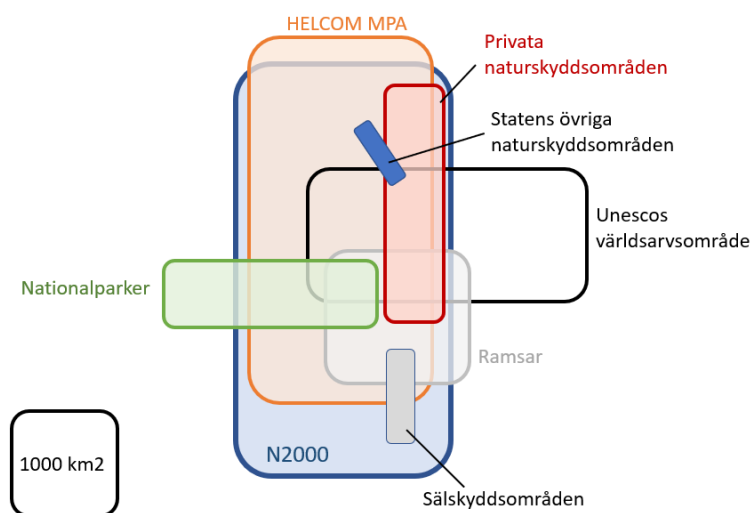 HELCOM MPA
Privata
naturskyddsområden
Statens övriga
naturskyddsområden
Unescos
världsarvsområde
Nationalparker
Ramsar
N2000
1000 km2
Sälskyddsområden